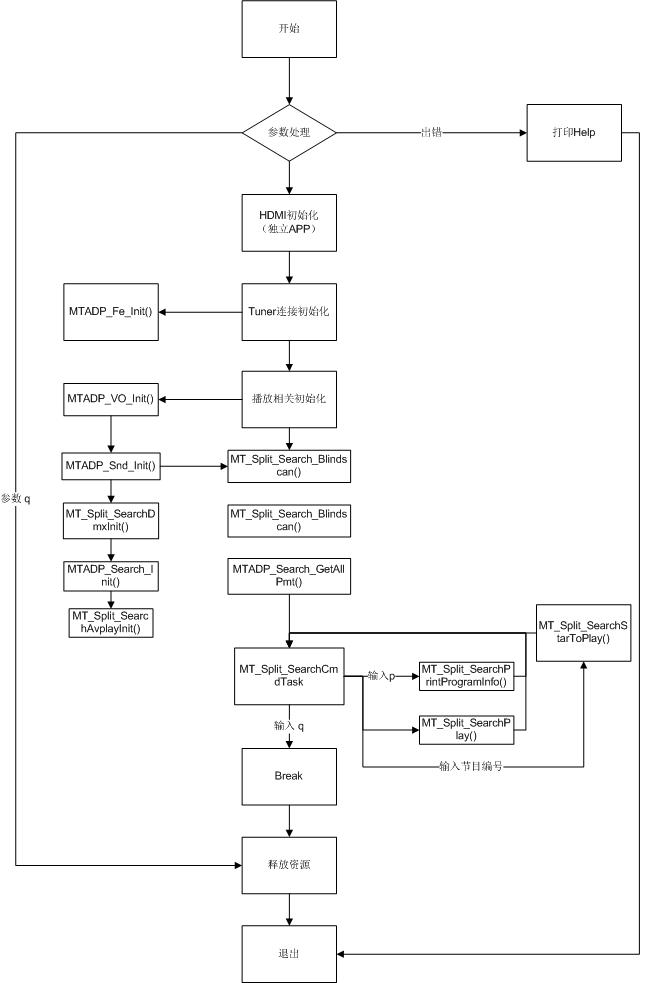 开始
参数处理
出错
打印Help
HDMI初始化
（独立APP）
MTADP_Fe_Init()
Tuner连接初始化
MTADP_VO_Init()
播放相关初始化
MTADP_Snd_Init()
MT_Split_Search_Blinds
can()
参数 q
MT_Split_SearchD
mxInit()
MT_Split_Search_Blinds
can()
MTADP_Search_I
nit()
MTADP_Search_GetAll
Pmt()
MT_Split_Searc
hAvplayInit()
MT_Split_SearchS
tarToPlay()
MT_Split_SearchCm
dTask
输入p
MT_Split_SearchP
rintProgramInfo()
输入 q
MT_Split_SearchP
lay()
输入节目编号
Break
释放资源
退出